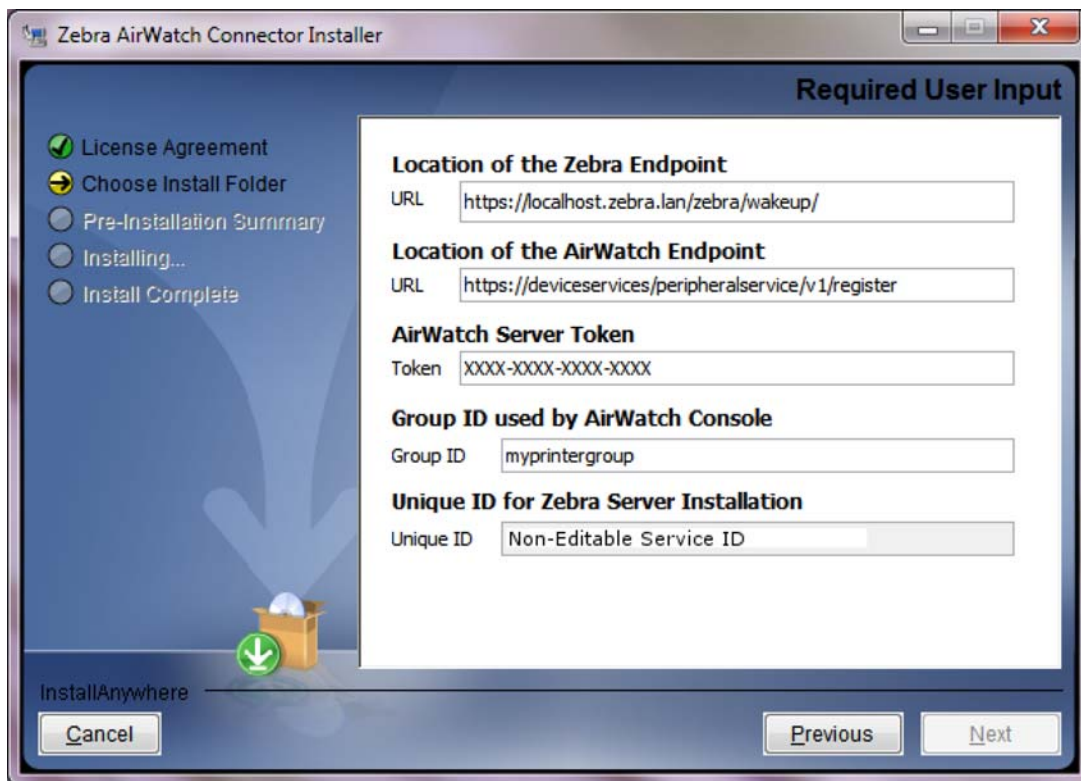 Zebra AirWatch Connector Installer
Required User Input
License Agreement
Choose Install Folder
Pre-Installation Summary
Installing...
Install Complete
Location of the Zebra Endpoint
URL https://localhost.zebra.lan/zebra/wakeup/
Location of the AirWatch Endpoint
URL https://deviceservices/peripheralservice/v1/register
AirWatch Server Token
Token XXXX-XXXX-XXXX-XXXX
Group ID used by AirWatch Console
Group ID myprintergroup
Unique ID for Zebra Server Installation
Unique ID Non-Editable Service ID
InstallAnywhere
Cancel Previous Next